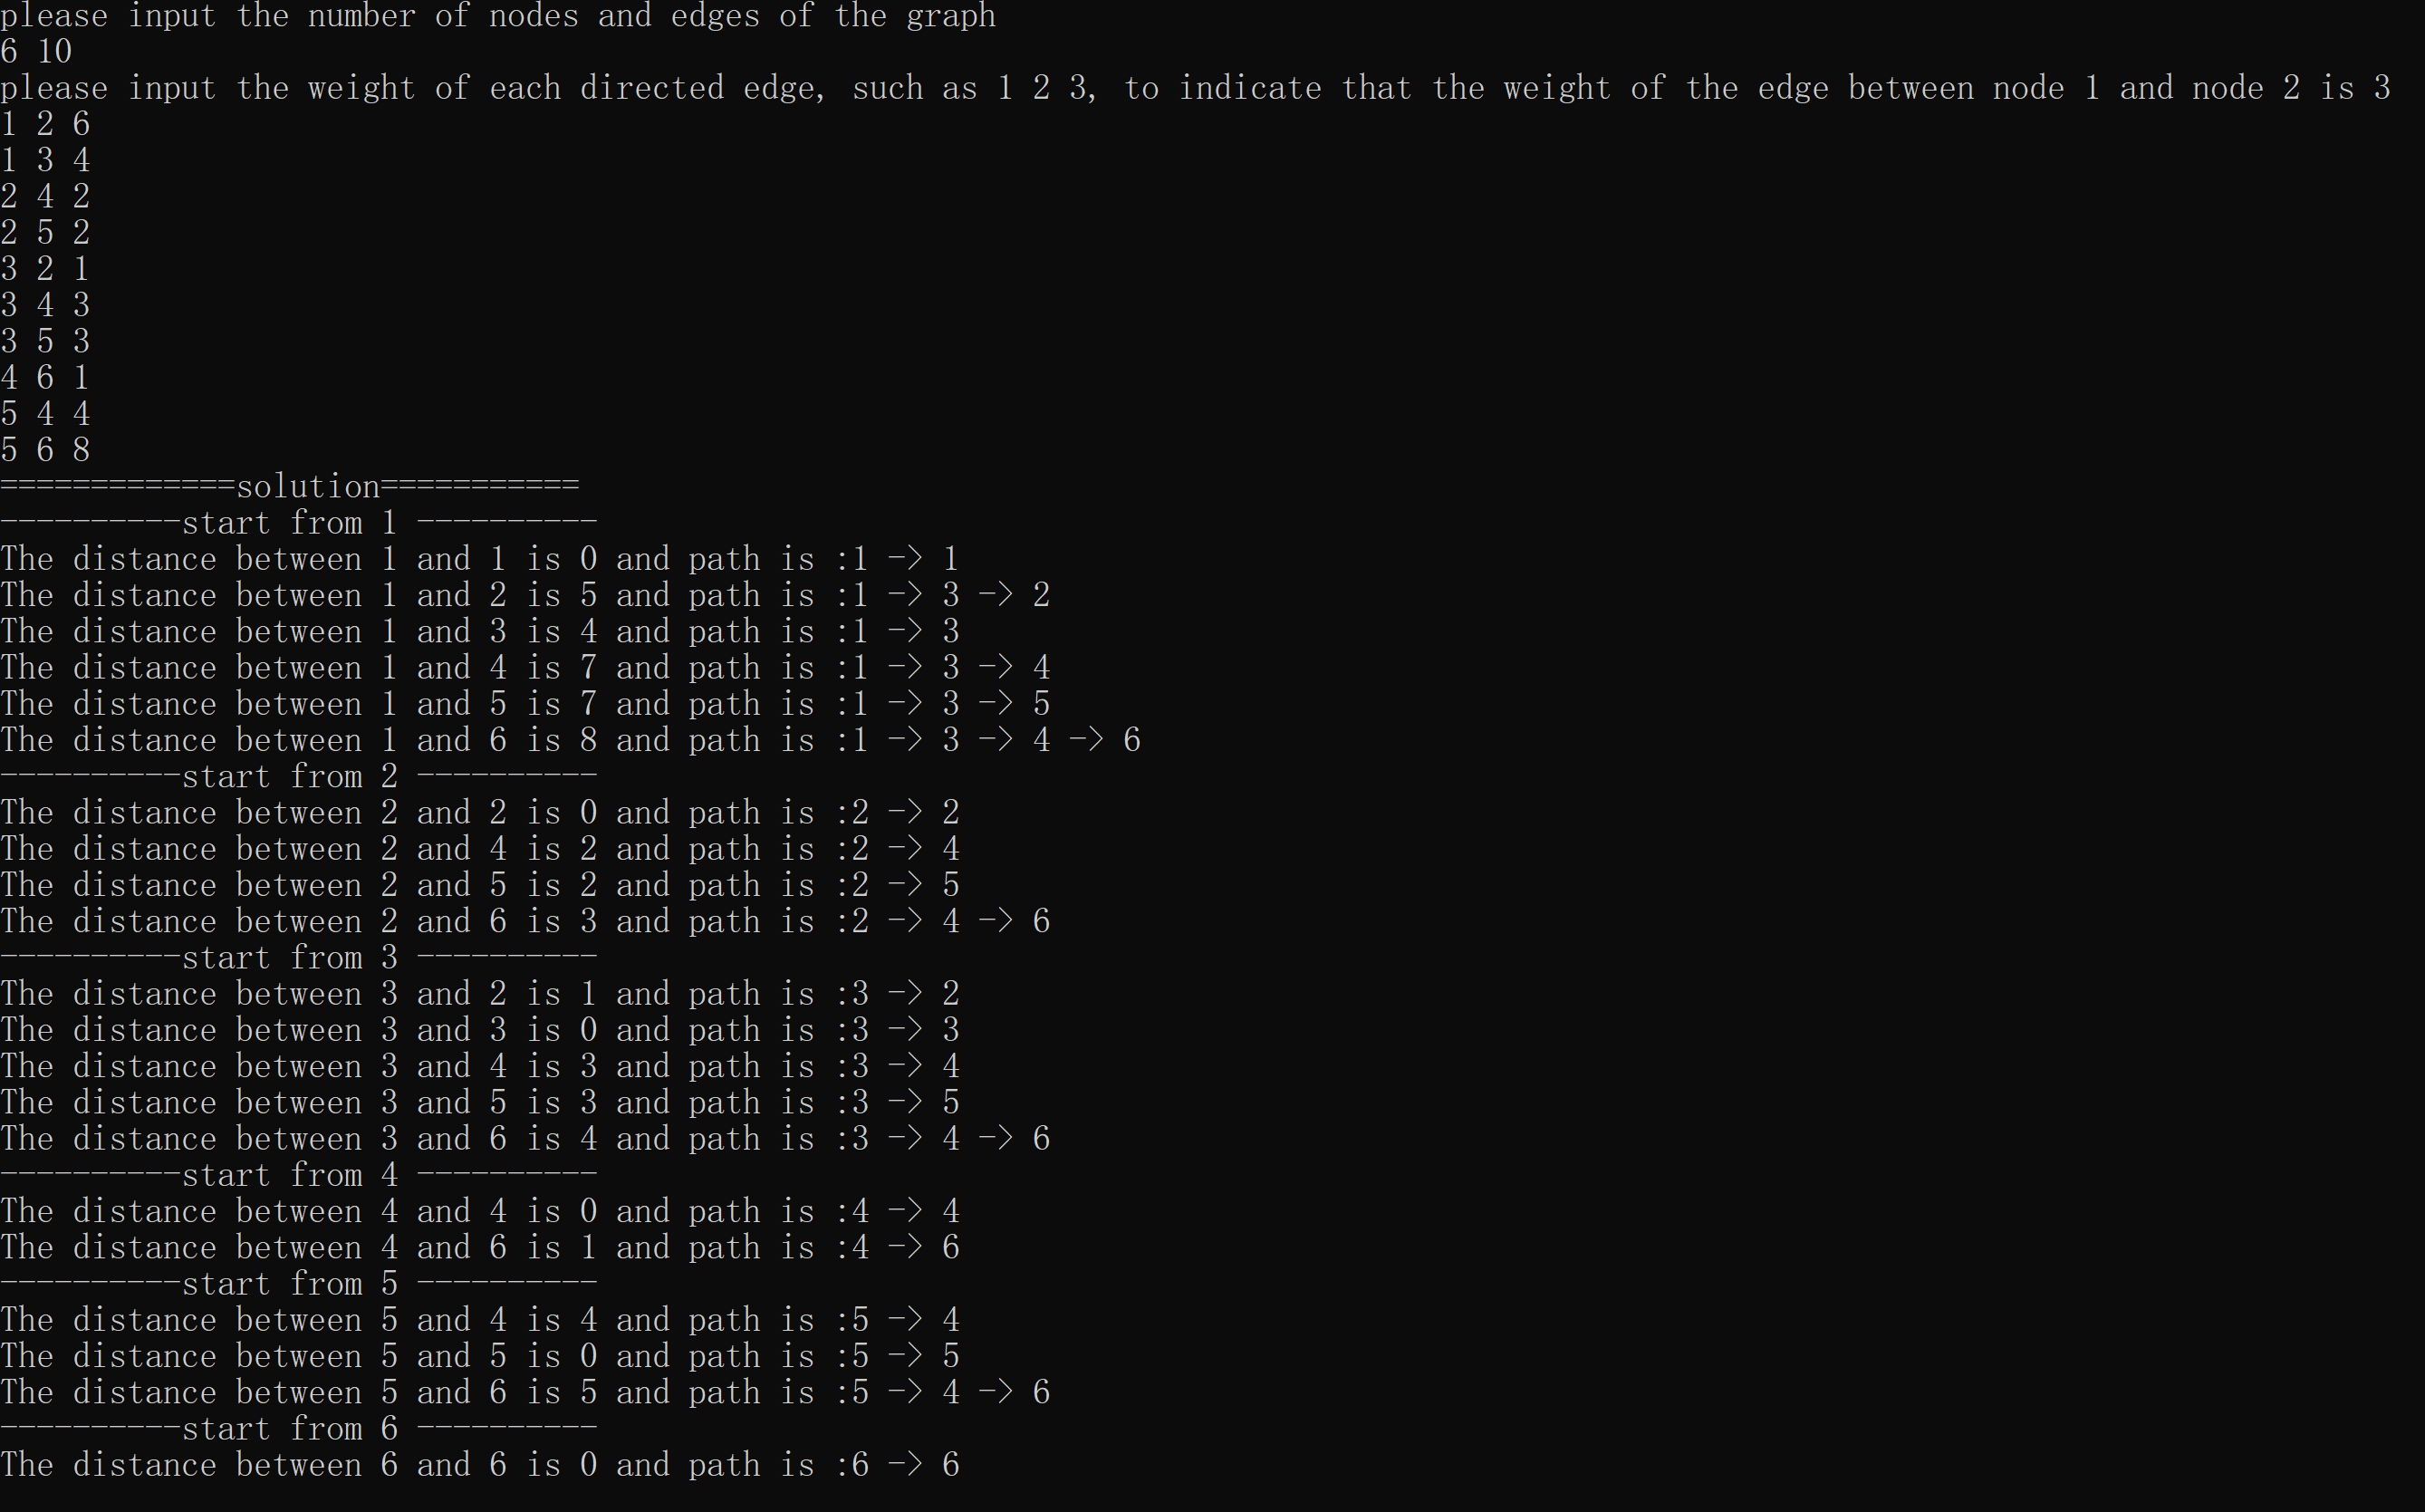 please input the number of nodes and edges of the graph
6 10
please input the weight of each directed edge, such as 1 2 3, to indicate that the weight of the edge between node 1 and node 2 is 3
1 2 6
1 3 4
2 4 2
2 5 2
3 2 1
3 4 3
3 5 3
4 6 1
5 4 4
5 6 8
=============solution===========
----------start from 1 ----------
The distance between 1 and 1 is 0 and path is :1 -> 1
The distance between 1 and 2 is 5 and path is :1 -> 3 -> 2
The distance between 1 and 3 is 4 and path is :1 -> 3
The distance between 1 and 4 is 7 and path is :1 -> 3 -> 4
The distance between 1 and 5 is 7 and path is :1 -> 3 -> 5
The distance between 1 and 6 is 8 and path is :1 -> 3 -> 4 -> 6
----------start from 2 ----------
The distance between 2 and 2 is 0 and path is :2 -> 2
The distance between 2 and 4 is 2 and path is :2 -> 4
The distance between 2 and 5 is 2 and path is :2 -> 5
The distance between 2 and 6 is 3 and path is :2 -> 4 -> 6
----------start from 3 ----------
The distance between 3 and 2 is 1 and path is :3 -> 2
The distance between 3 and 3 is 0 and path is :3 -> 3
The distance between 3 and 4 is 3 and path is :3 -> 4
The distance between 3 and 5 is 3 and path is :3 -> 5
The distance between 3 and 6 is 4 and path is :3 -> 4 -> 6
----------start from 4 ----------
The distance between 4 and 4 is 0 and path is :4 -> 4
The distance between 4 and 6 is 1 and path is :4 -> 6
----------start from 5 ----------
The distance between 5 and 4 is 4 and path is :5 -> 4
The distance between 5 and 5 is 0 and path is :5 -> 5
The distance between 5 and 6 is 5 and path is :5 -> 4 -> 6
----------start from 6 ----------
The distance between 6 and 6 is 0 and path is :6 -> 6